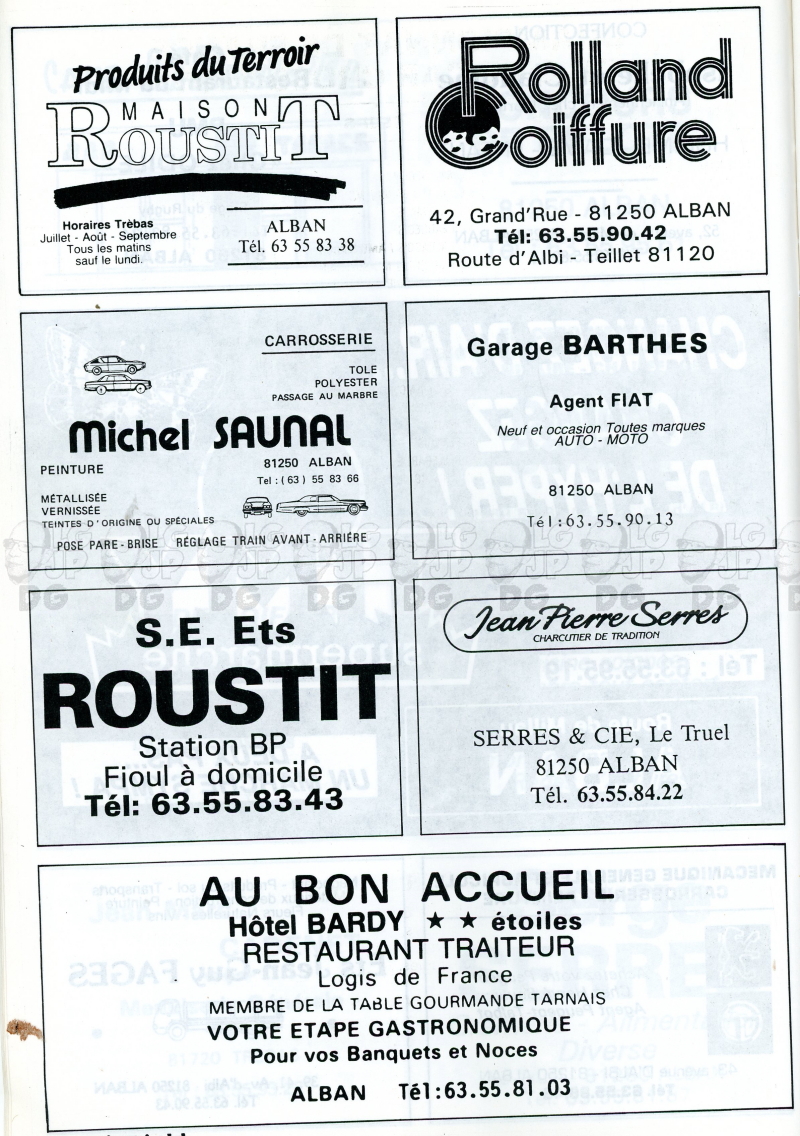 Produits du Terroir
MAISON
ROUSTIT
Horaires Trèbas
Juillet - Août - Septembre
Tous les matins
sauf le lundi.
ALBAN
Tél. 63 55 83 38
Rolland
Coiffure
42, Grand'Rue - 81250 ALBAN
Tél: 63.55.90.42
Route d'Albi - Teillet 81120
CARROSSERIE
TOLE
POLYESTER
PASSAGE AU MARBRE
Michel SAUNAL
PEINTURE
81250 ALBAN
Tel : (63) 55 83 66
MÉTALLISÉE
VERNISSÉE
TEINTES D'ORIGINE OU SPÉCIALES
POSE PARE-BRISE - RÉGLAGE TRAIN AVANT-ARRIÈRE
Garage BARTHES
Agent FIAT
Neuf et occasion Toutes marques
AUTO - MOTO
81250 ALBAN
Tél:63.55.90.13
LG JP DG
S.E. Ets
ROUSTIT
Station BP
Fioul à domicile
Tél: 63.55.83.43
Jean Pierre Serres
CHARCUTIER DE TRADITION
SERRES & CIE, Le Truel
81250 ALBAN
Tél. 63.55.84.22
AU BON ACCUEIL
Hôtel BARDY ★ ★ étoiles
RESTAURANT TRAITEUR
Logis de France
MEMBRE DE LA TABLE GOURMANDE TARNAIS
VOTRE ETAPE GASTRONOMIQUE
Pour vos Banquets et Noces
ALBAN Tél:63.55.81.03